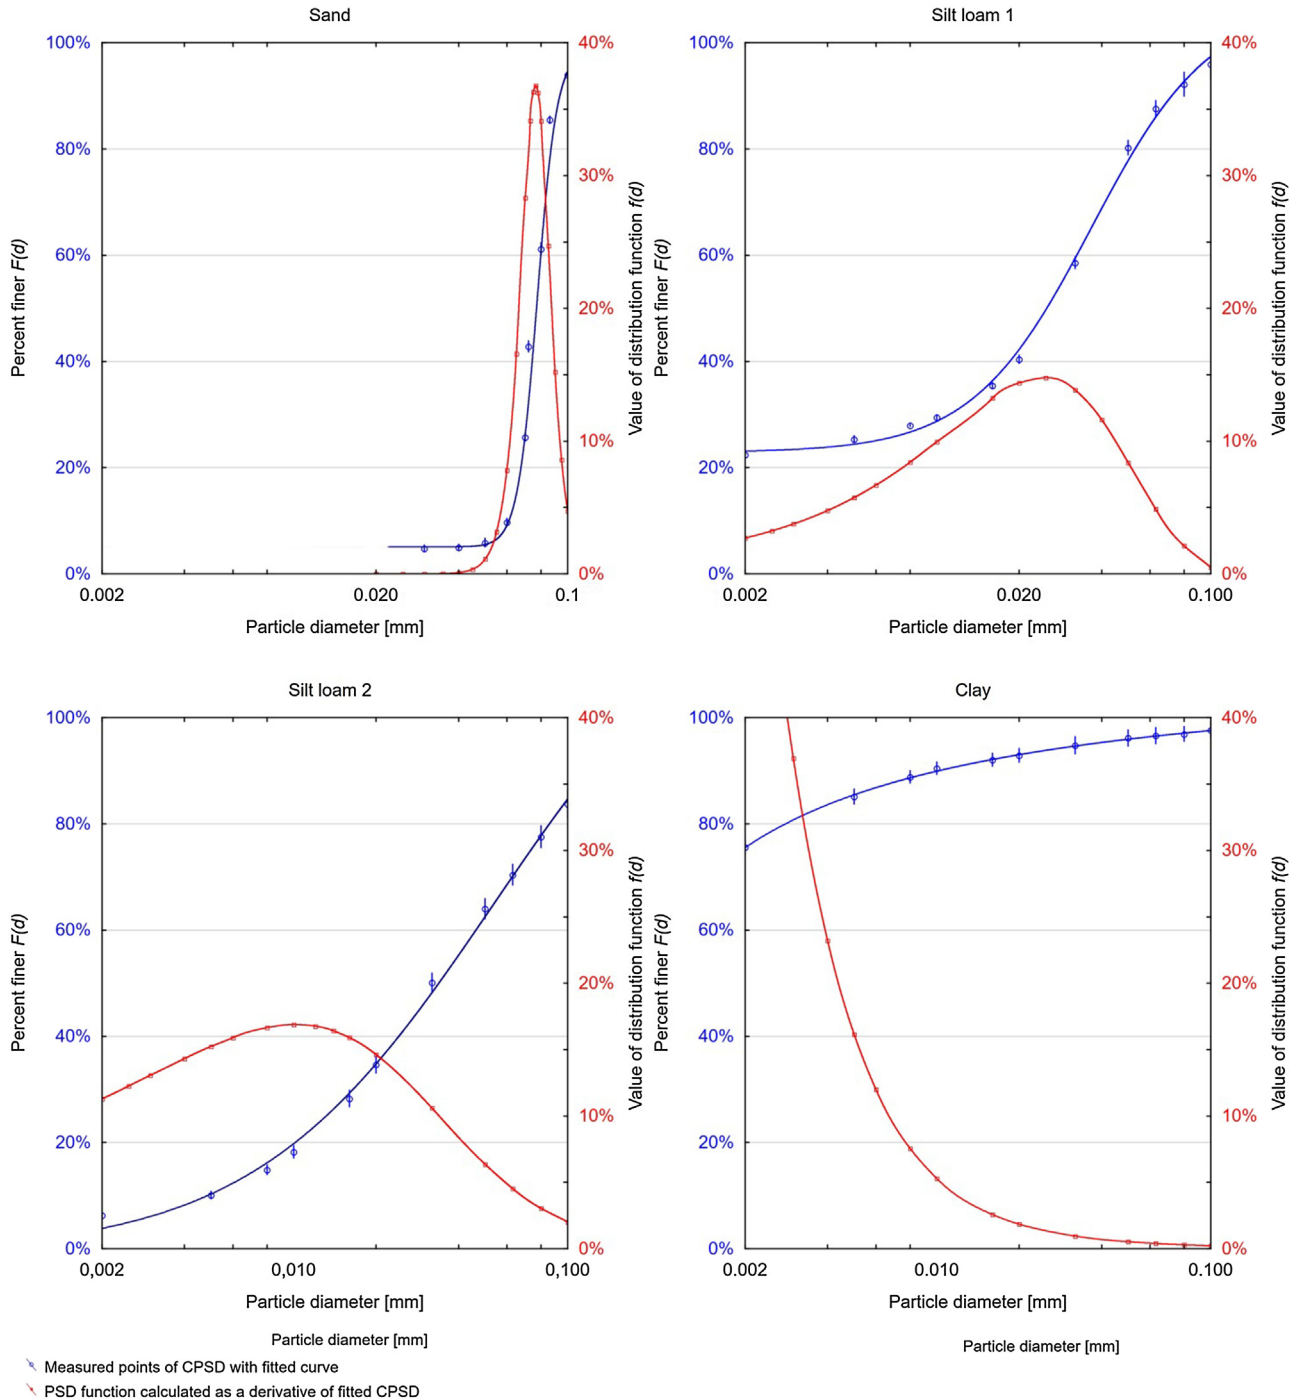 Sand
100%
80%
60%
40%
20%
0%
40%
30%
20%
10%
0%
0.002
0.020
0.1
Percent finer F(d)
Value of distribution function f(d)
Particle diameter [mm]
Silt loam 1
100%
80%
60%
40%
20%
0%
40%
30%
20%
10%
0%
0.002
0.020
0.100
Percent finer F(d)
Value of distribution function f(d)
Particle diameter [mm]
Silt loam 2
100%
80%
60%
40%
20%
0%
40%
30%
20%
10%
0%
0,002
0,010
0,100
Percent finer F(d)
Value of distribution function f(d)
Particle diameter [mm]
Clay
100%
80%
60%
40%
20%
0%
40%
30%
20%
10%
0%
0.002
0.010
0.100
Percent finer F(d)
Value of distribution function f(d)
Particle diameter [mm]
Particle diameter [mm]
Particle diameter [mm]
Measured points of CPSD with fitted curve
PSD function calculated as a derivative of fitted CPSD